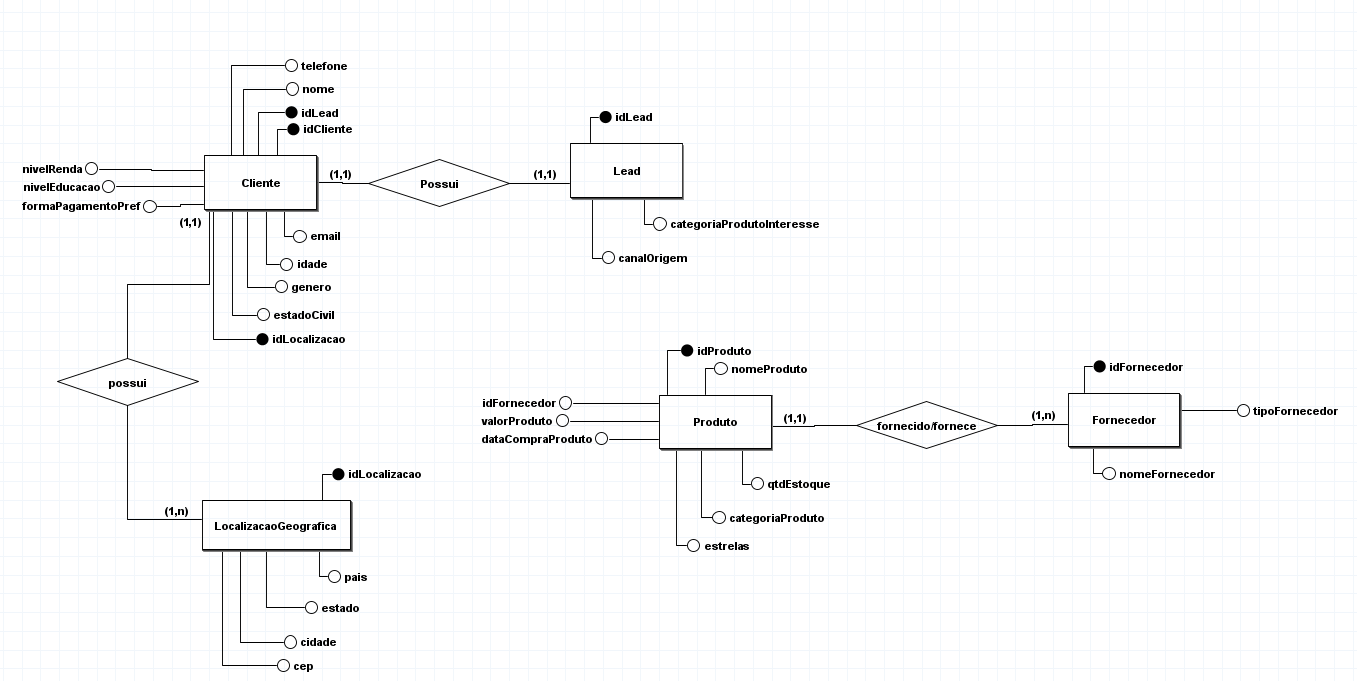 telefone
nome
idLead
idCliente
nivelRenda
nivelEducacao
formaPagamentoPref
Cliente
(1,1)
Possui
(1,1)
idLead
Lead
categoriaProdutoInteresse
canalOrigem
(1,1)
email
idade
genero
estadoCivil
idLocalizacao
possui
(1,n)
idLocalizacao
LocalizacaoGeografica
pais
estado
cidade
cep
idProduto
nomeProduto
idFornecedor
valorProduto
dataCompraProduto
Produto
(1,1)
fornecido/fornece
(1,n)
idFornecedor
Fornecedor
tipoFornecedor
nomeFornecedor
qtdEstoque
categoriaProduto
estrelas